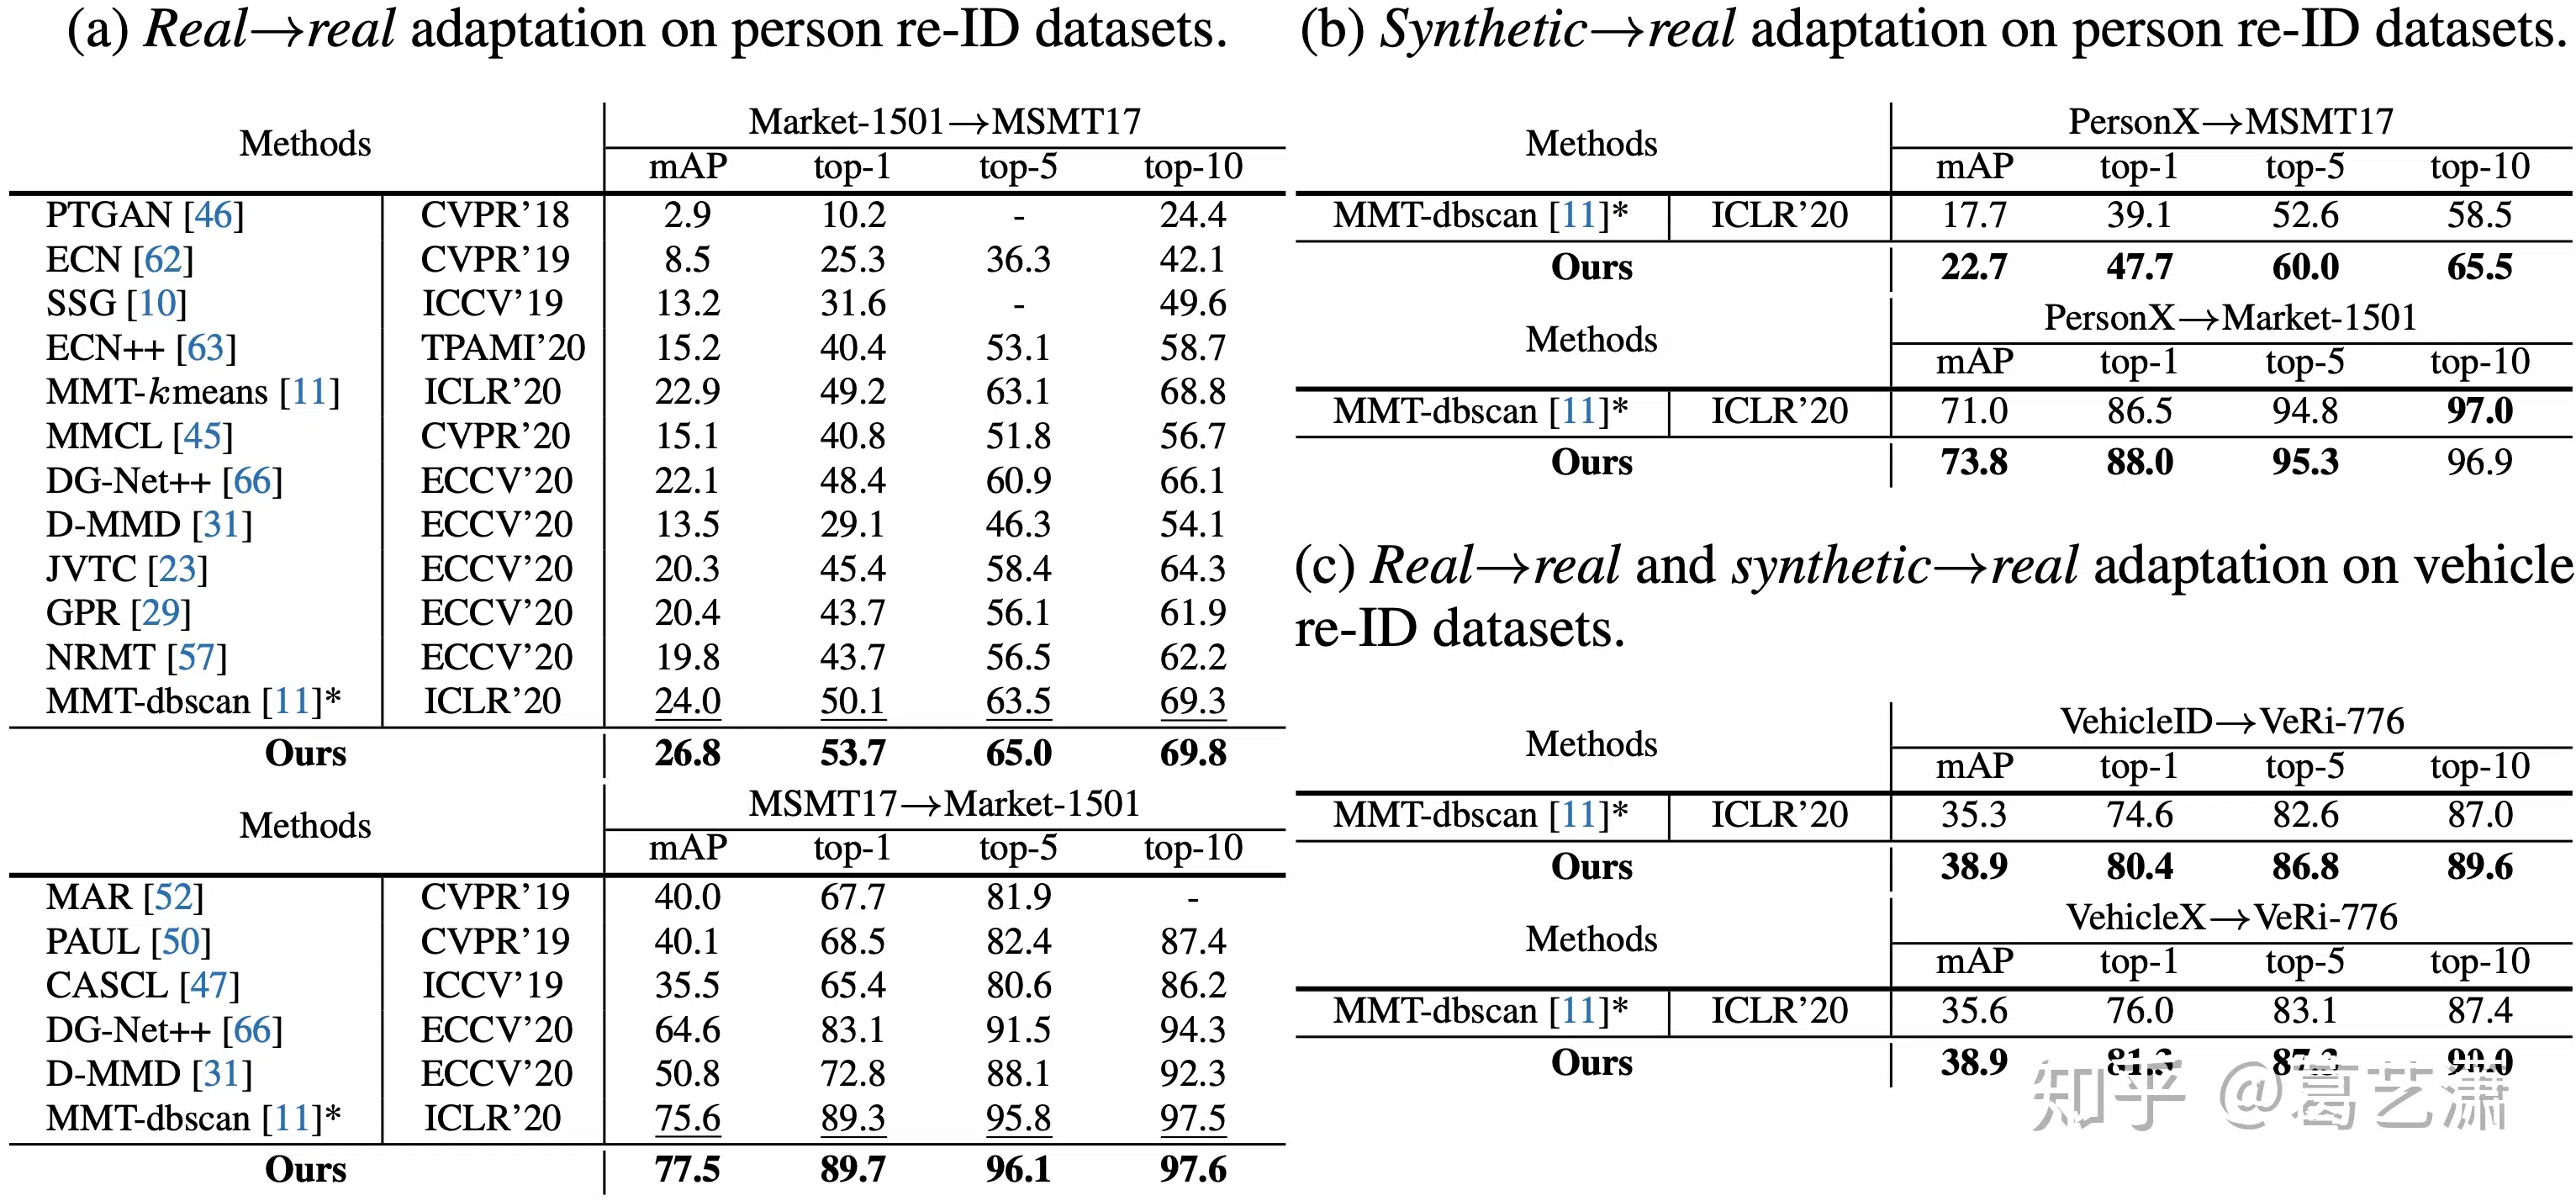 (a) Real→real adaptation on person re-ID datasets.
Methods Market-1501→MSMT17
mAP top-1 top-5 top-10
PTGAN [46] CVPR'18 2.9 10.2 - 24.4
ECN [62] CVPR'19 8.5 25.3 36.3 42.1
SSG [10] ICCV'19 13.2 31.6 - 49.6
ECN++ [63] TPAMI'20 15.2 40.4 53.1 58.7
MMT-kmeans [11] ICLR'20 22.9 49.2 63.1 68.8
MMCL [45] CVPR'20 15.1 40.8 51.8 56.7
DG-Net++ [66] ECCV'20 22.1 48.4 60.9 66.1
D-MMD [31] ECCV'20 13.5 29.1 46.3 54.1
JVTC [23] ECCV'20 20.3 45.4 58.4 64.3
GPR [29] ECCV'20 20.4 43.7 56.1 61.9
NRMT [57] ECCV'20 19.8 43.7 56.5 62.2
MMT-dbscan [11]* ICLR'20 24.0 50.1 63.5 69.3
Ours 26.8 53.7 65.0 69.8
Methods MSMT17→Market-1501
mAP top-1 top-5 top-10
MAR [52] CVPR'19 40.0 67.7 81.9 -
PAUL [50] CVPR'19 40.1 68.5 82.4 87.4
CASCL [47] ICCV'19 35.5 65.4 80.6 86.2
DG-Net++ [66] ECCV'20 64.6 83.1 91.5 94.3
D-MMD [31] ECCV'20 50.8 72.8 88.1 92.3
MMT-dbscan [11]* ICLR'20 75.6 89.3 95.8 97.5
Ours 77.5 89.7 96.1 97.6
(b) Synthetic→real adaptation on person re-ID datasets.
Methods PersonX→MSMT17
mAP top-1 top-5 top-10
MMT-dbscan [11]* ICLR'20 17.7 39.1 52.6 58.5
Ours 22.7 47.7 60.0 65.5
Methods PersonX→Market-1501
mAP top-1 top-5 top-10
MMT-dbscan [11]* ICLR'20 71.0 86.5 94.8 97.0
Ours 73.8 88.0 95.3 96.9
(c) Real→real and synthetic→real adaptation on vehicle
re-ID datasets.
Methods VehicleID→VeRi-776
mAP top-1 top-5 top-10
MMT-dbscan [11]* ICLR'20 35.3 74.6 82.6 87.0
Ours 38.9 80.4 86.8 89.6
Methods VehicleX→VeRi-776
mAP top-1 top-5 top-10
MMT-dbscan [11]* ICLR'20 35.6 76.0 83.1 87.4
Ours 38.9 81.3 87.3 90.0
知乎 @葛艺潇